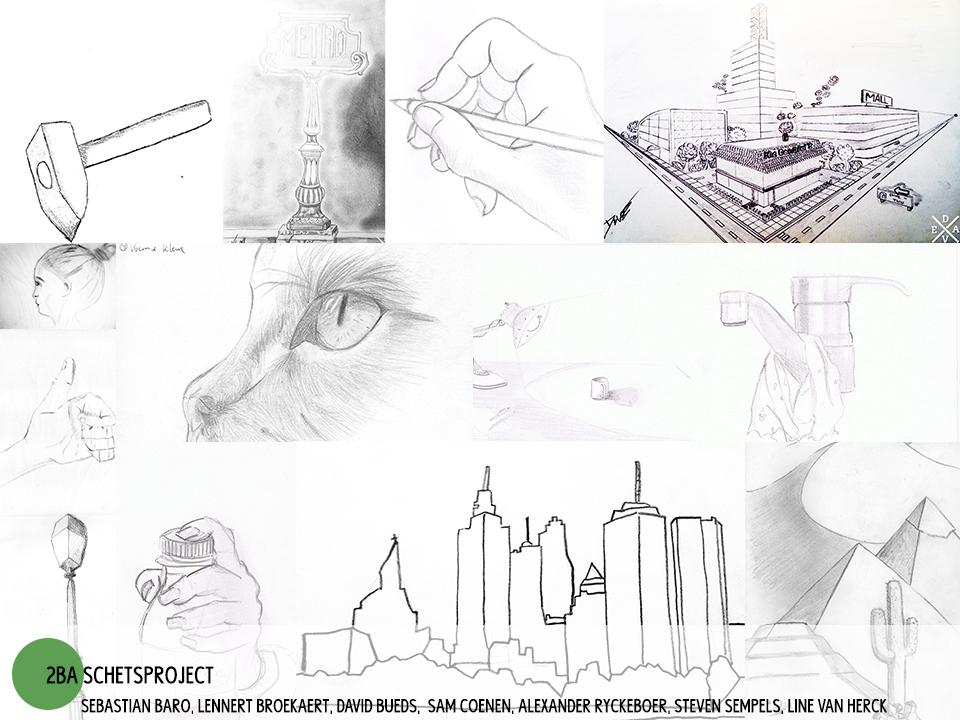 METRO
MALL
D
E A
V
2BA SCHETSPROJECT
SEBASTIAN BARO, LENNERT BROEKAERT, DAVID BUEDS, SAM COENEN, ALEXANDER RYCKEBOER, STEVEN SEMPELS, LINE VAN HERCK